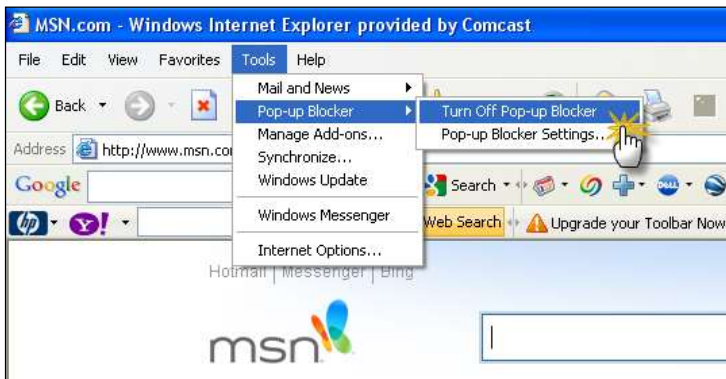 MSN.com - Windows Internet Explorer provided by Comcast
File Edit View Favorites Tools Help
Mail and News
Back
Pop-up Blocker
Turn Off Pop-up Blocker
Manage Add-ons...
Pop-up Blocker Settings...
Address http://www.msn.co
Synchronize...
Google
Windows Update
Search
DELL
Windows Messenger
hp Y!
Web Search
Upgrade your Toolbar Now
Internet Options...
Hotmail | Messenger | Bing
msn